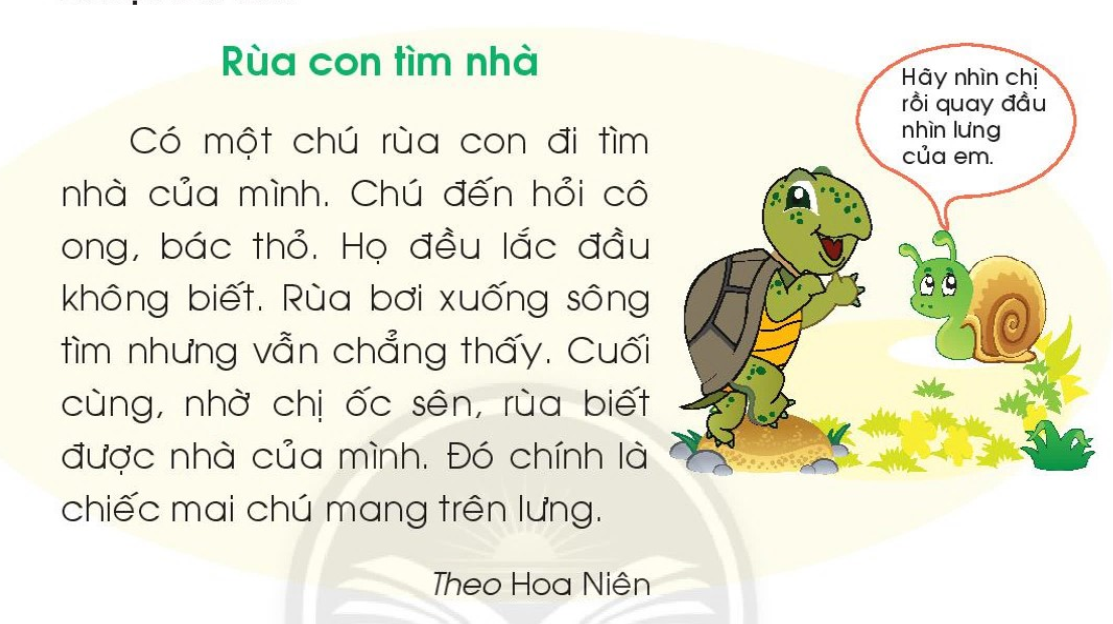 Rùa con tìm nhà
Có một chú rùa con đi tìm
nhà của mình. Chú đến hỏi cô
ong, bác thỏ. Họ đều lắc đầu
không biết. Rùa bơi xuống sông
tìm nhưng vẫn chẳng thấy. Cuối
cùng, nhờ chị ốc sên, rùa biết
được nhà của mình. Đó chính là
chiếc mai chú mang trên lưng.
Theo Hoa Niên
Hãy nhìn chị
rồi quay đầu
nhìn lưng
của em.